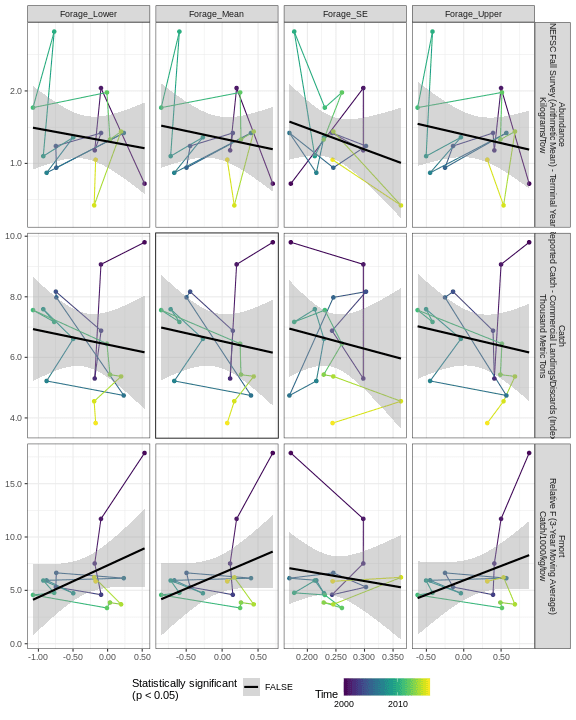 Forage_Lower Forage_Mean Forage_SE Forage_Upper
2.0
1.0
Abundance
NEFSC Fall Survey (Arithmetic Mean) - Terminal Year
Kilograms/tow
10.0
8.0
6.0
4.0
Catch
Reported Catch - Commercial Landings/Discards (Index
Thousand Metric Tons
15.0
10.0
5.0
0.0
Fmort
Relative F (3-Year Moving Average)
Catch/1000/kg/tow
-1.00 -0.50 0.00 0.50
-0.50 0.00 0.50
0.200 0.250 0.300 0.350
-0.50 0.00 0.50
Statistically significant
(p < 0.05)
FALSE
Time
2000 2010